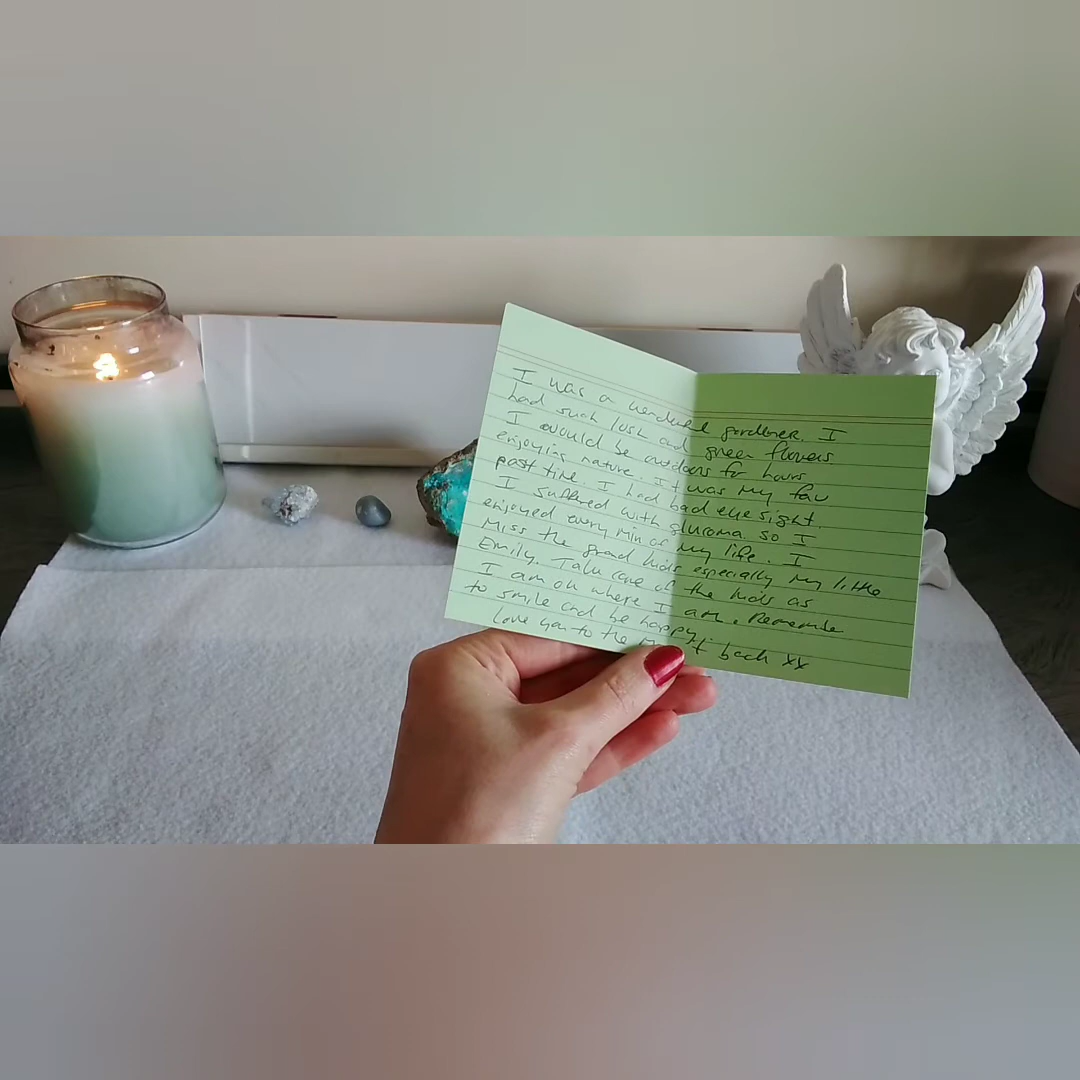 I was a wonderful gardener. I
had such lush and green flowers
I would be outdoors for hours
enjoying nature. It was my fav
past time. I had bad eye sight.
I suffered with gluroma. so I
enjoyed every min of my life. I
Miss the grand kids especially my little
Emily. Take care of the kids as
I am ok where I am. Remember
to smile and be happy.
Love you to the back xx